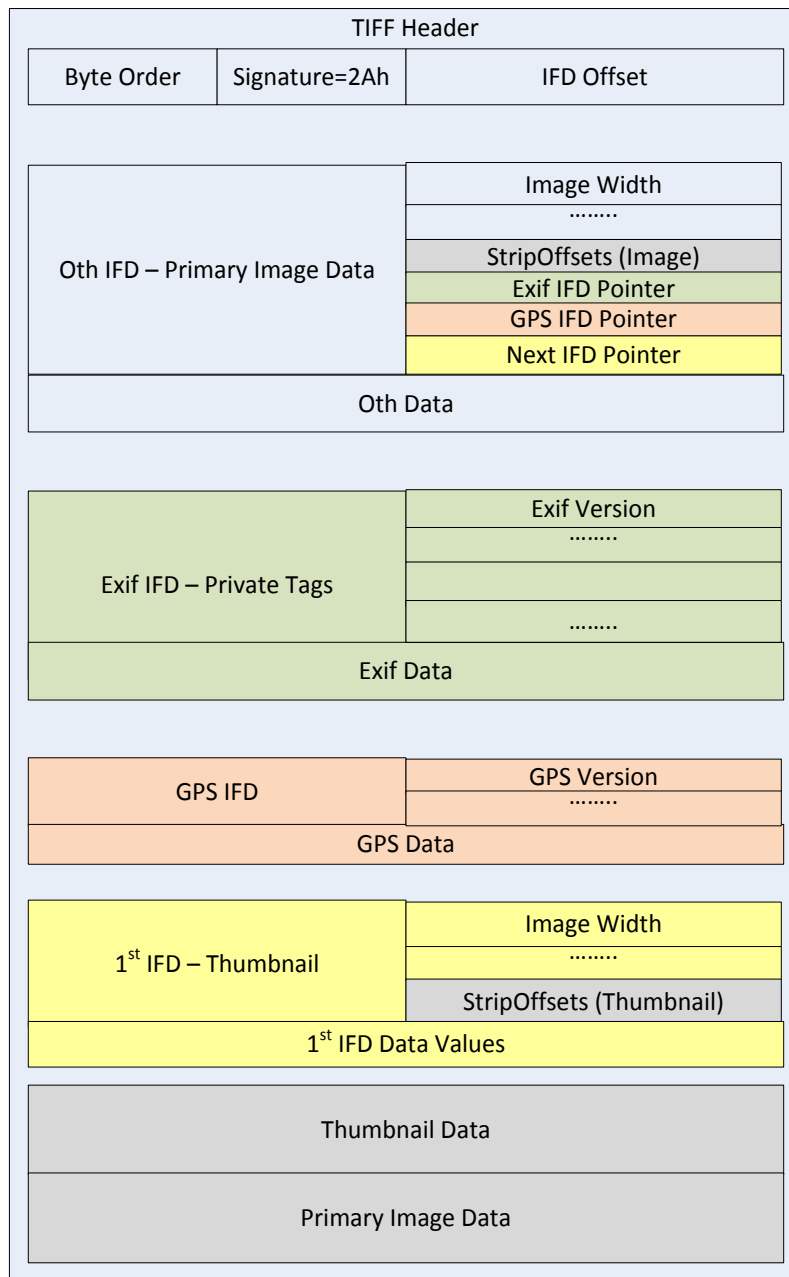 TIFF Header
Byte Order
Signature=2Ah
IFD Offset
Oth IFD – Primary Image Data
Image Width
........
StripOffsets (Image)
Exif IFD Pointer
GPS IFD Pointer
Next IFD Pointer
Oth Data
Exif IFD – Private Tags
Exif Version
........
........
Exif Data
GPS IFD
GPS Version
........
GPS Data
1st IFD – Thumbnail
Image Width
........
StripOffsets (Thumbnail)
1st IFD Data Values
Thumbnail Data
Primary Image Data